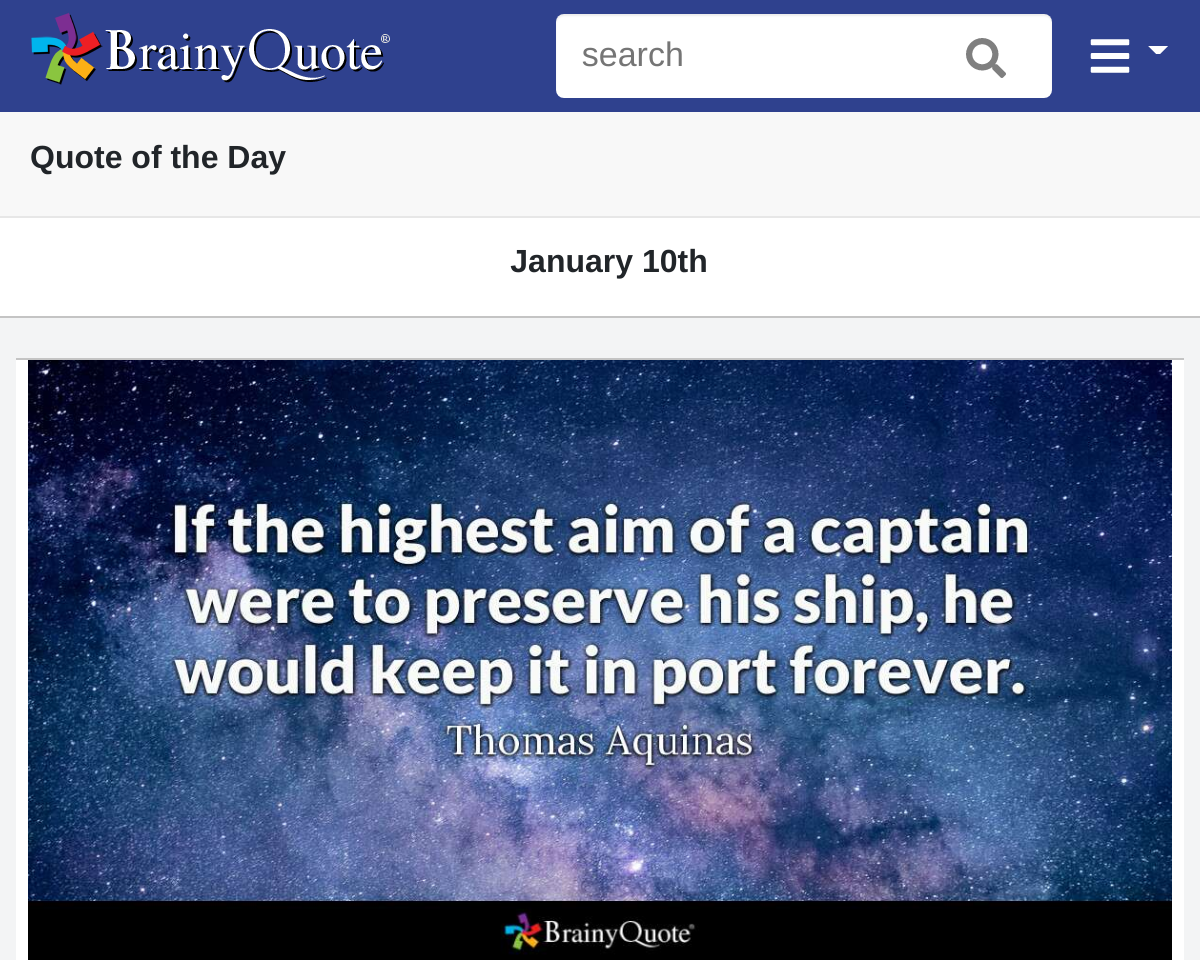 BrainyQuote®
search
Quote of the Day
January 10th
If the highest aim of a captain
were to preserve his ship, he
would keep it in port forever.
Thomas Aquinas
BrainyQuote®